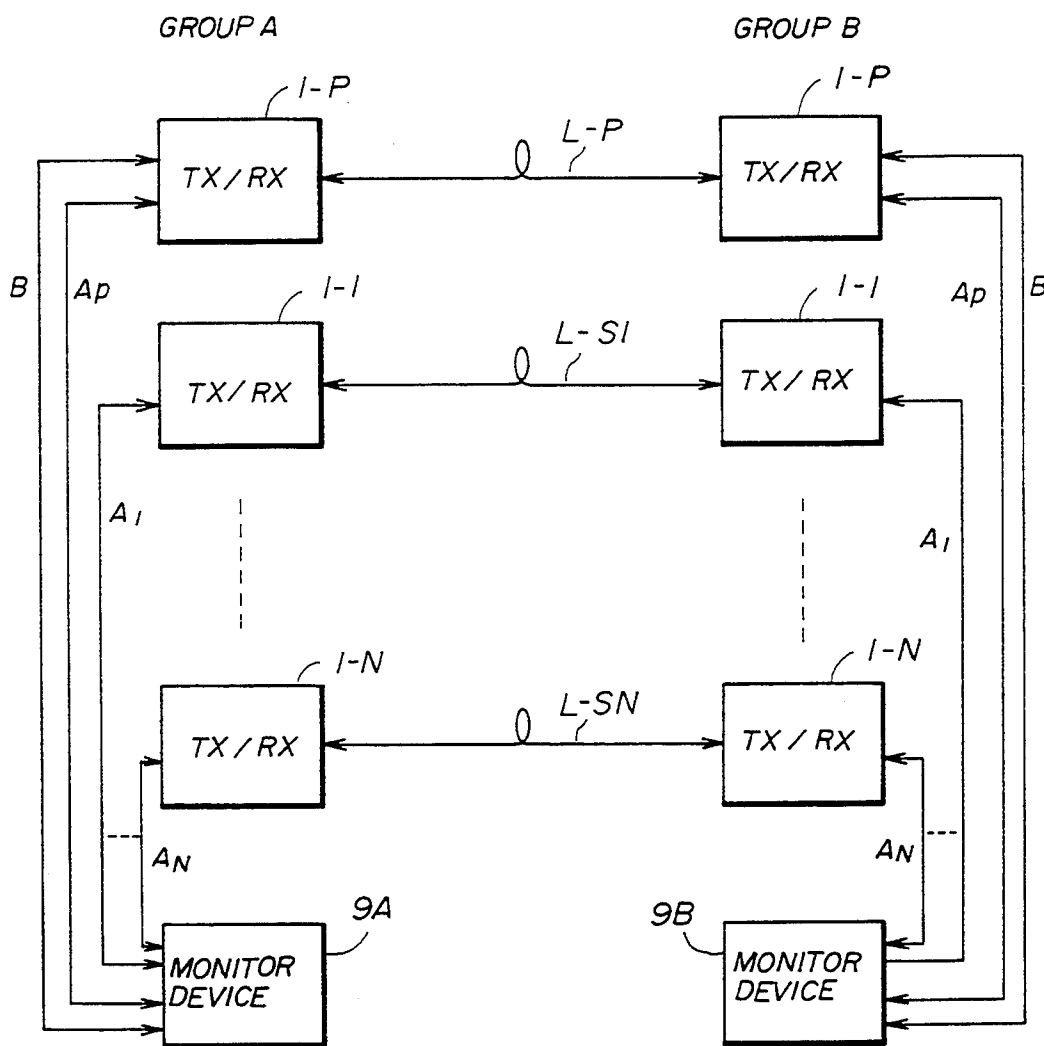 GROUP A GROUP B
1-P 1-P
L-P
TX/RX TX/RX
B Ap Ap B
1-1 1-1
L-S1
TX/RX TX/RX
A1 A1
1-N 1-N
L-SN
TX/RX TX/RX
AN AN
9A 9B
MONITOR DEVICE MONITOR DEVICE